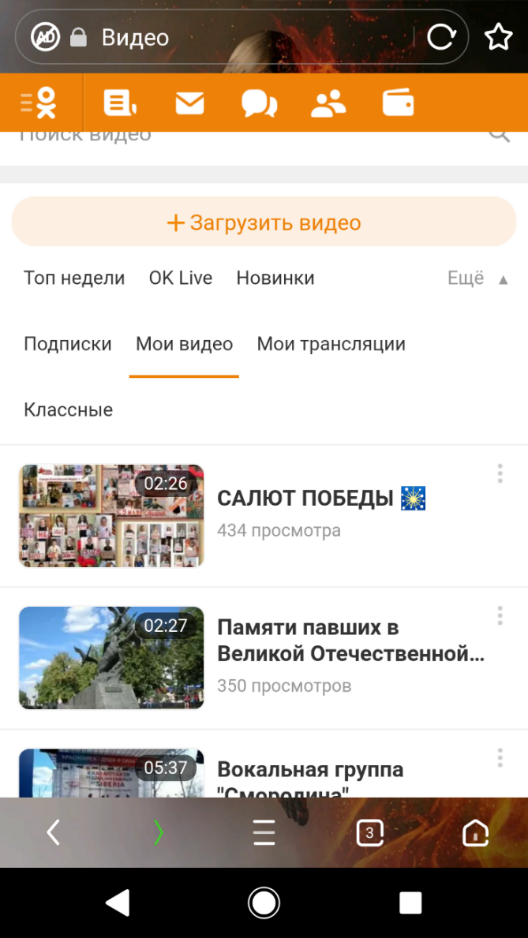 Видео
Поиск видео
+ Загрузить видео
Топ недели OK Live Новинки Ещё ▲
Подписки Мои видео Мои трансляции
Классные
02:26
САЛЮТ ПОБЕДЫ 🎆
434 просмотра
02:27
Памяти павших в
Великой Отечественной...
350 просмотров
05:37
SIBERIA
Вокальная группа
"Смородина"
3